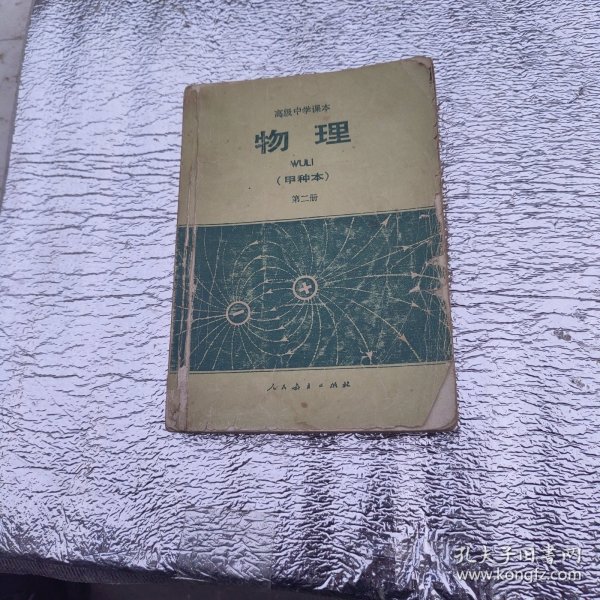 高级中学课本
物理
WULI
(甲种本)
第二册
人民教育出版社
孔夫子旧书网
www.kongfz.com